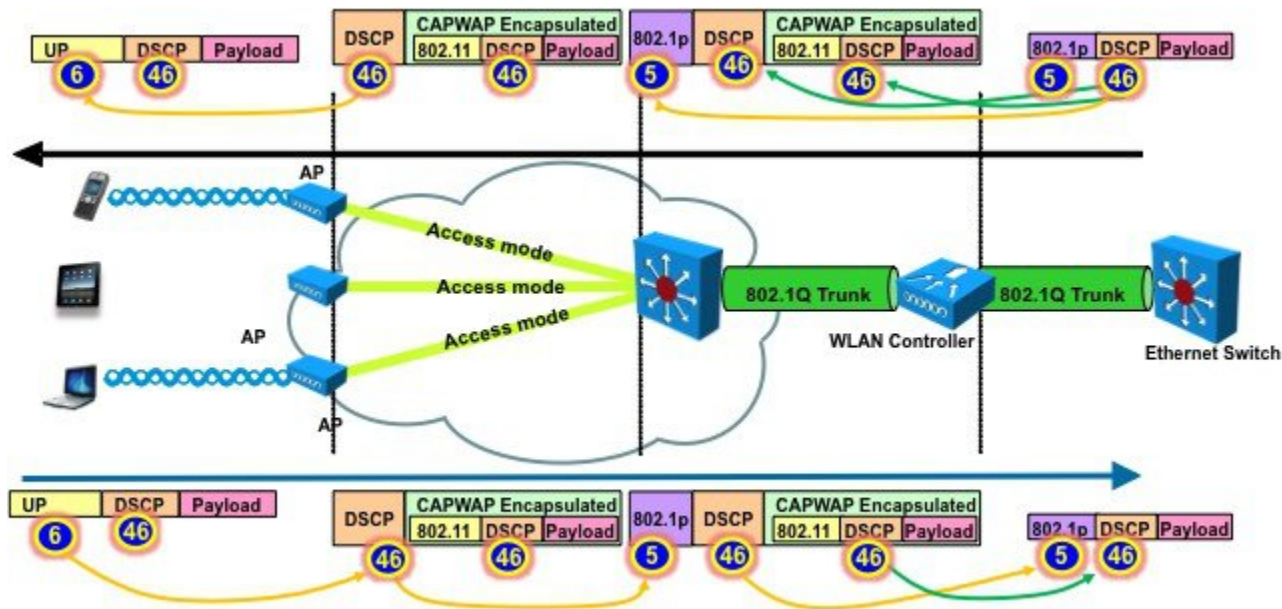 CAPWAP Encapsulated
802.1p
CAPWAP Encapsulated
UP
DSCP
Payload
DSCP
802.11
DSCP
Payload
DSCP
802.11
DSCP
Payload
802.1p
DSCP
Payload
6
46
46
46
5
46
46
5
46
AP
Access mode
Access mode
Access mode
AP
AP
802.1Q Trunk
802.1Q Trunk
WLAN Controller
Ethernet Switch
UP
DSCP
Payload
DSCP
CAPWAP Encapsulated
802.11
DSCP
Payload
802.1p
DSCP
CAPWAP Encapsulated
802.11
DSCP
Payload
802.1p
DSCP
Payload
6
46
46
46
5
46
46
5
46